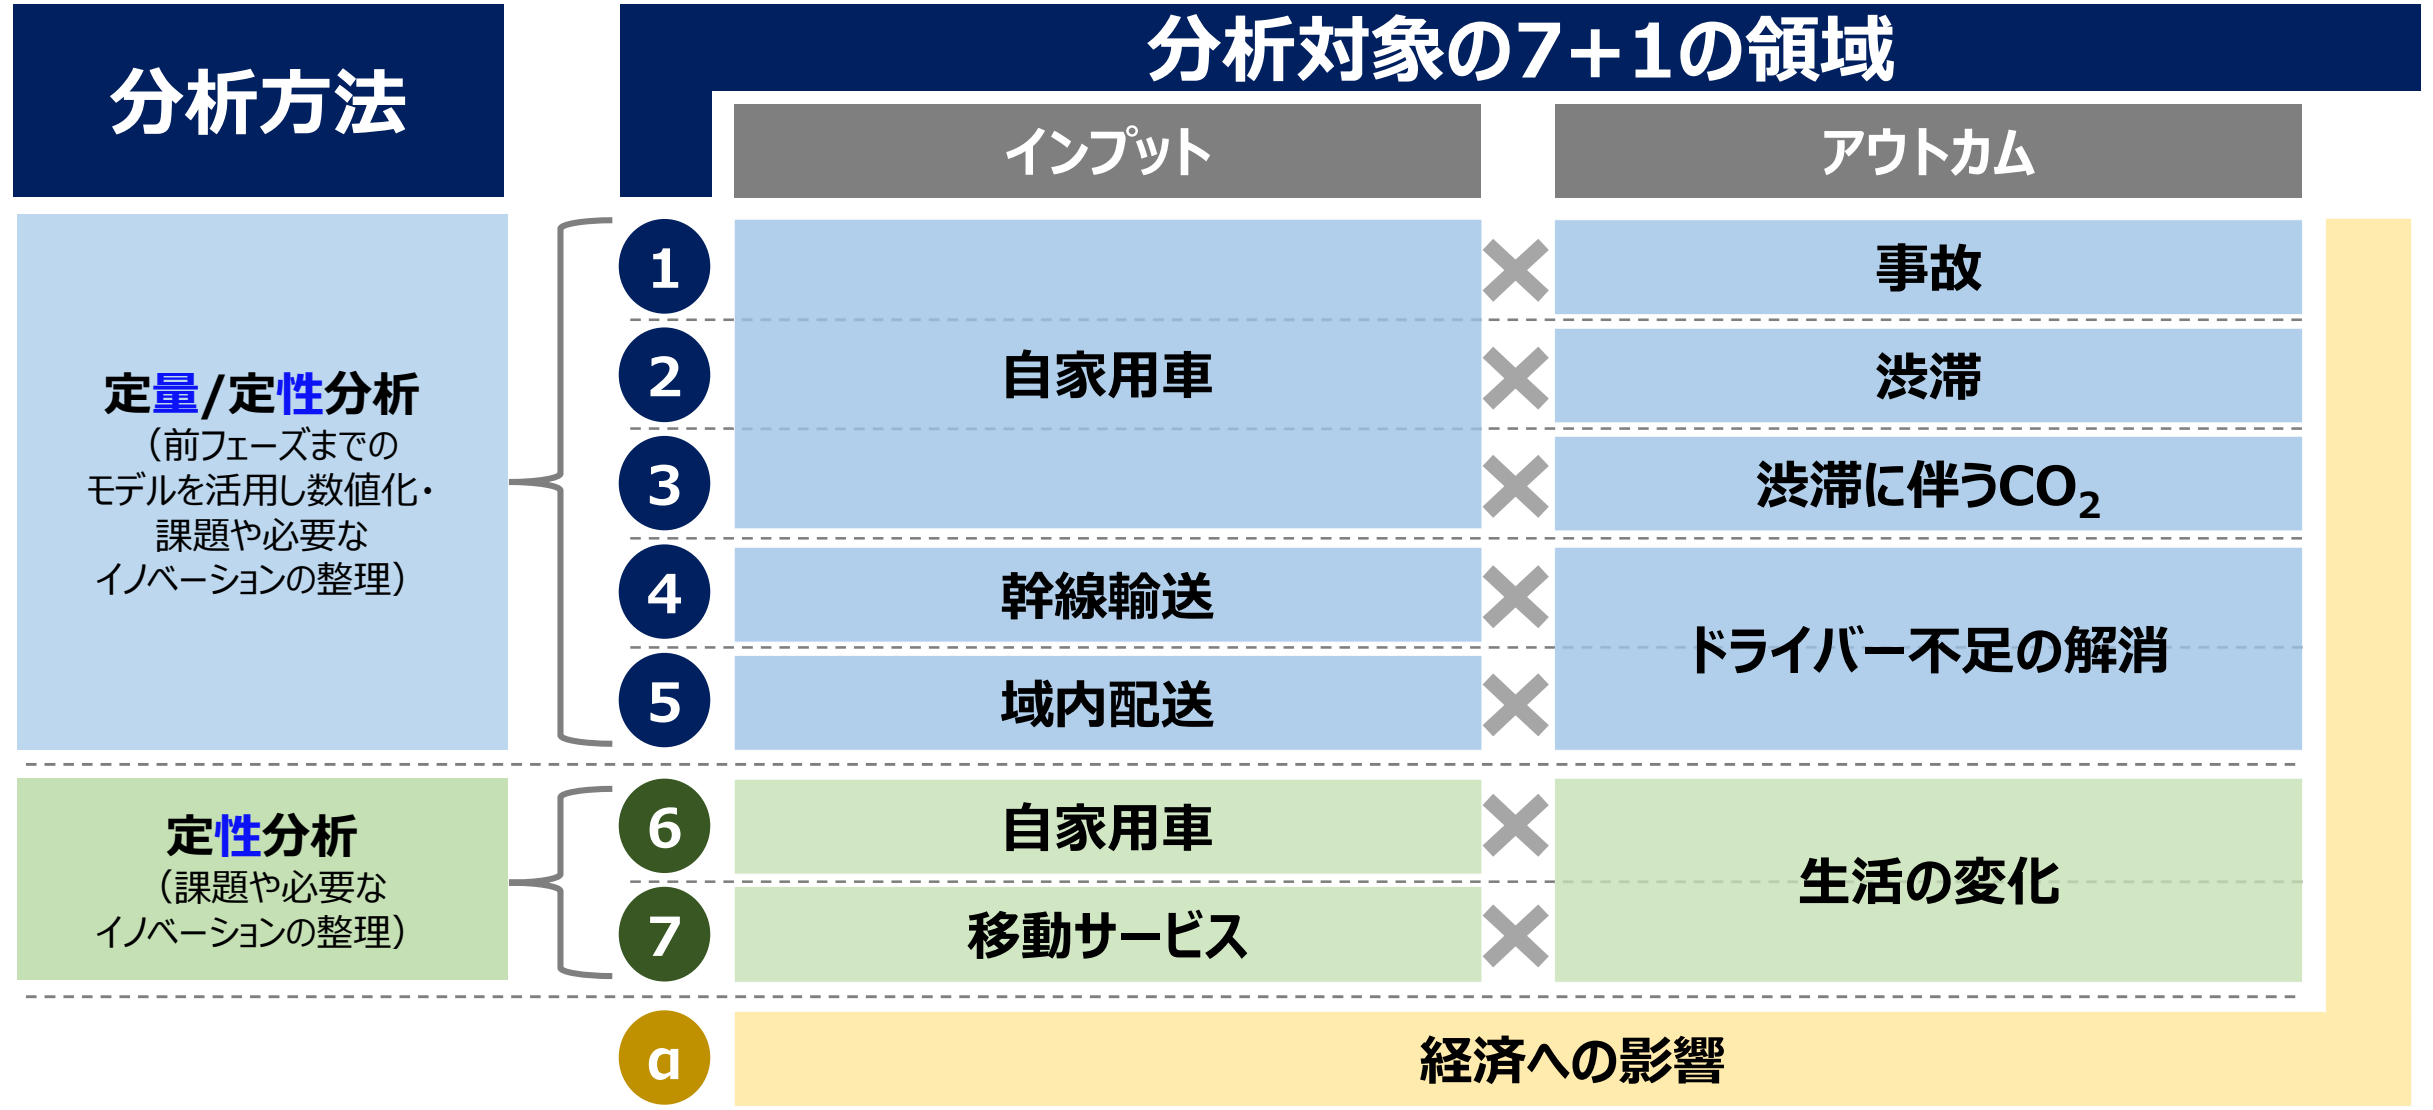 分析方法
分析対象の7+1の領域
インプット
アウトカム
定量/定性分析
（前フェーズまでの
モデルを活用し数値化・
課題や必要な
イノベーションの整理）
1
自家用車
事故
2
渋滞
3
渋滞に伴うCO₂
4
幹線輸送
ドライバー不足の解消
5
域内配送
定性分析
（課題や必要な
イノベーションの整理）
6
自家用車
生活の変化
7
移動サービス
α
経済への影響